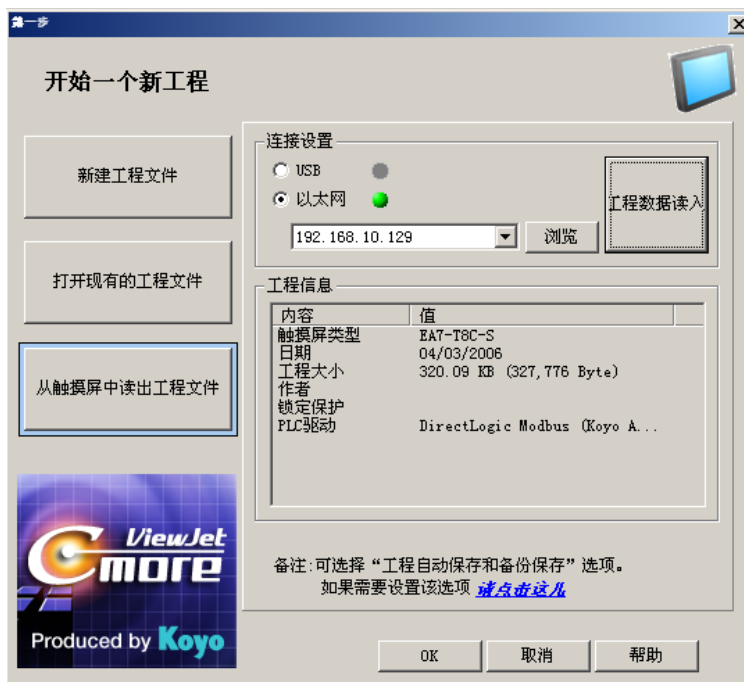 第一步
开始一个新工程
新建工程文件
打开现有的工程文件
从触摸屏中读出工程文件
连接设置
USB
以太网
192.168.10.129
浏览
工程数据读入
工程信息
内容 值
触摸屏类型 EA7-T8C-S
日期 04/03/2006
工程大小 320.09 KB (327,776 Byte)
作者
锁定保护
PLC驱动 DirectLogic Modbus (Koyo A...
备注:可选择“工程自动保存和备份保存”选项。
如果需要设置该选项 请点击这儿
ViewJet
C more
Produced by Koyo
OK 取消 帮助